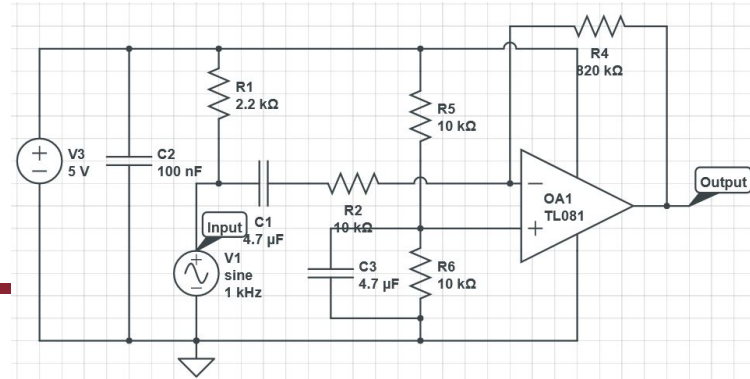 R4
820 kΩ
R1
2.2 kΩ
R5
10 kΩ
V3
5 V
C2
100 nF
OA1
TL081
Output
R2
10 kΩ
Input
C1
4.7 µF
V1
sine
1 kHz
C3
4.7 µF
R6
10 kΩ